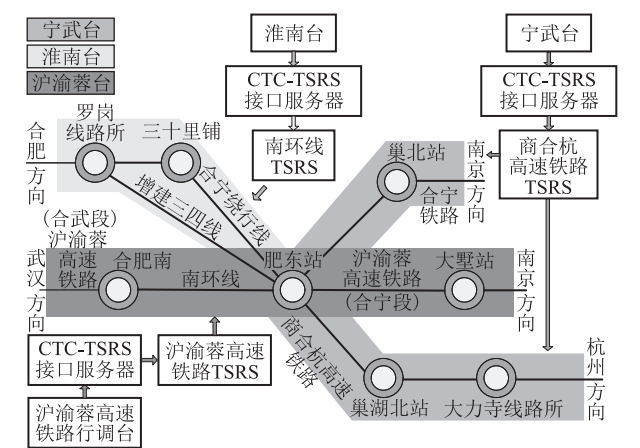 宁武台
淮南台
沪渝蓉台
淮南台
CTC-TSRS
接口服务器
南环线
TSRS
宁武台
CTC-TSRS
接口服务器
商合杭
高速铁路
TSRS
合肥方向
罗岗
线路所
三十里铺
合宁绕行线
增建三四线
巢北站
南京方向
合宁
铁路
(合武段)
沪渝蓉
高速
铁路
武汉方向
合肥南
南环线
肥东站
沪渝蓉
高速铁路
(合宁段)
大墅站
南京方向
商合杭高速
铁路
CTC-TSRS
接口服务器
沪渝蓉高速
铁路TSRS
沪渝蓉高速
铁路行调台
巢湖北站
大力寺线路所
杭州方向